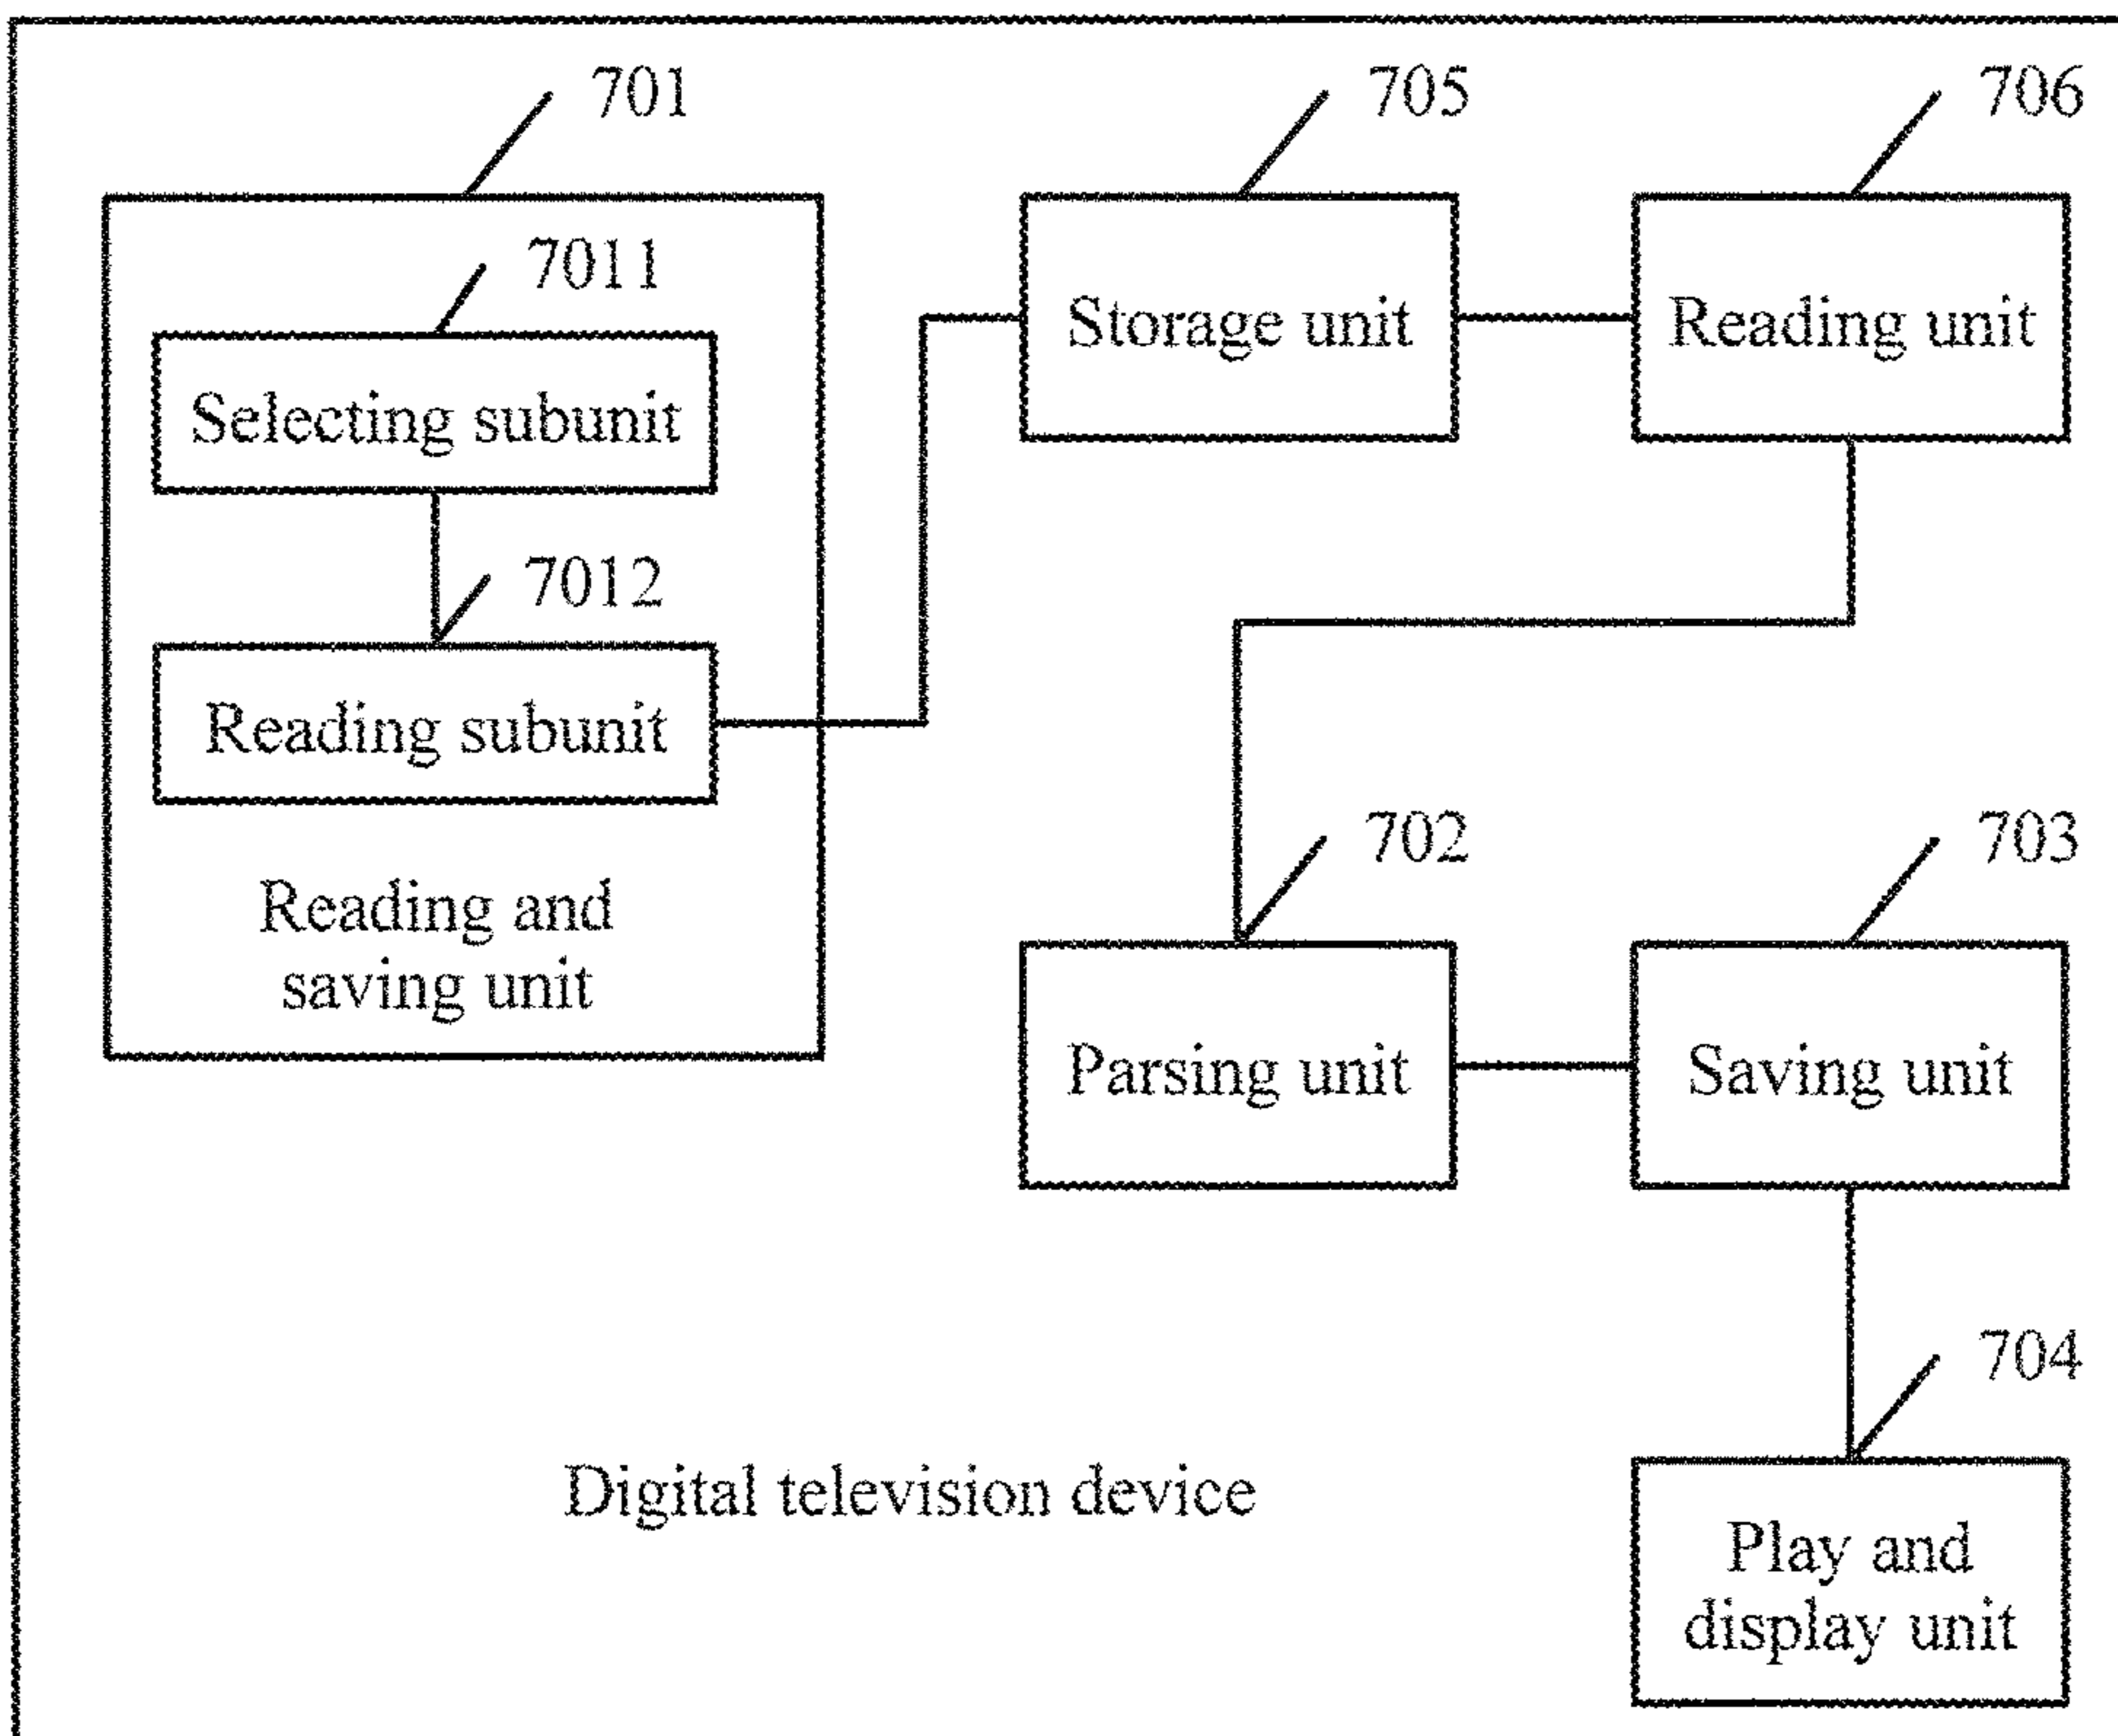 701
705
706
7011
Selecting subunit
Storage unit
Reading unit
7012
Reading subunit
Reading and
saving unit
702
703
Parsing unit
Saving unit
704
Digital television device
Play and
display unit